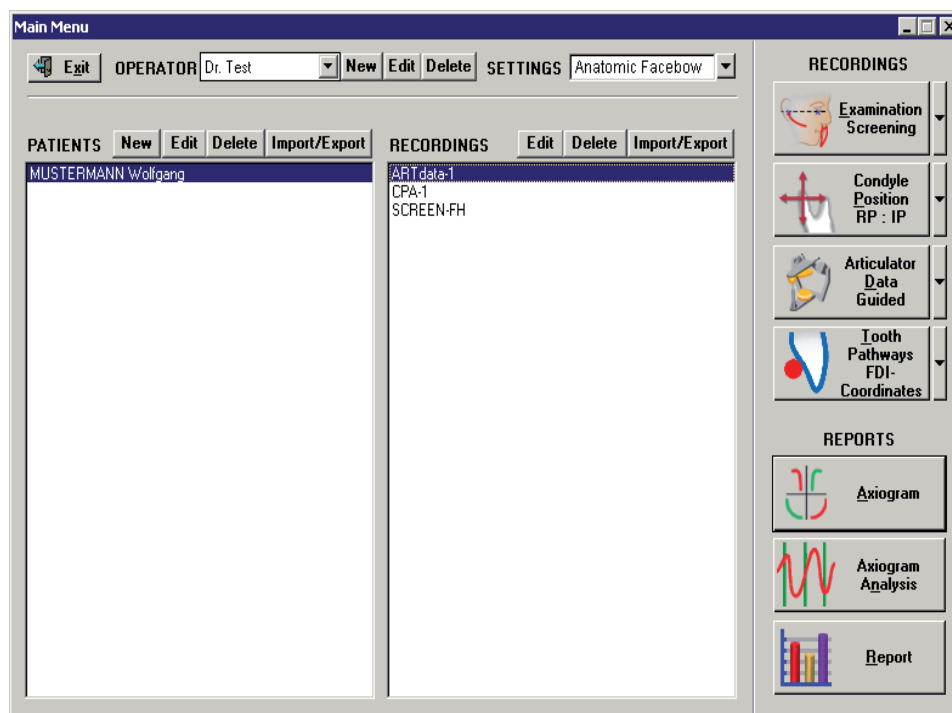 Main Menu
Exit OPERATOR Dr. Test New Edit Delete SETTINGS Anatomic Facebow
PATIENTS New Edit Delete Import/Export
MUSTERMANN Wolfgang
RECORDINGS Edit Delete Import/Export
ARTdata-1
CPA-1
SCREEN-FH
RECORDINGS
Examination
Screening
Condyle
Position
RP : IP
Articulator
Data
Guided
Tooth
Pathways
FDI-
Coordinates
REPORTS
Axiogram
Axiogram
Analysis
Report